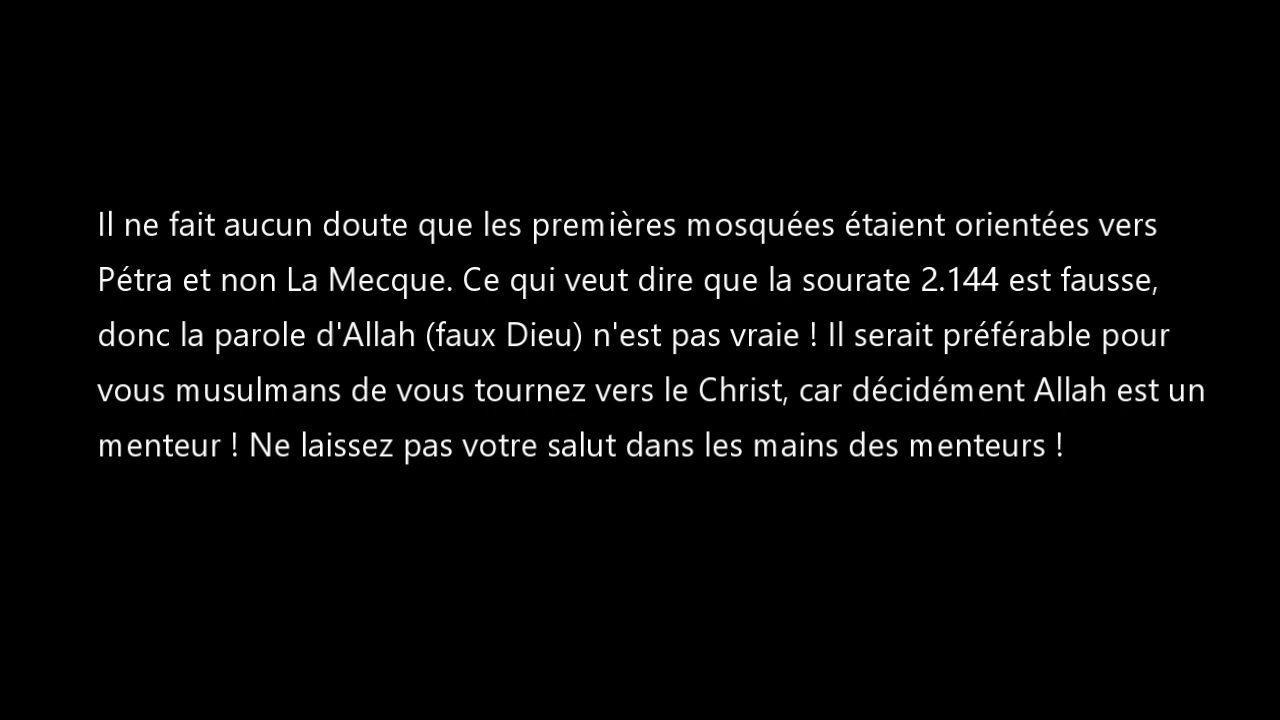 Il ne fait aucun doute que les premières mosquées étaient orientées vers
Pétra et non La Mecque. Ce qui veut dire que la sourate 2.144 est fausse,
donc la parole d'Allah (faux Dieu) n'est pas vraie ! Il serait préférable pour
vous musulmans de vous tournez vers le Christ, car décidément Allah est un
menteur ! Ne laissez pas votre salut dans les mains des menteurs !